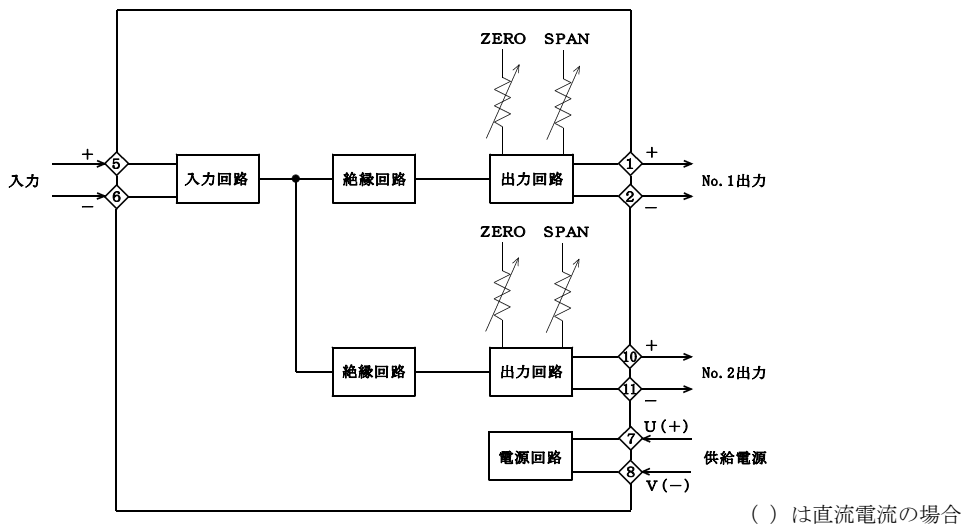 ZERO SPAN
+
5
入力
6
−
入力回路
絶縁回路
出力回路
1
+
No.1出力
2
−
ZERO SPAN
絶縁回路
出力回路
10
+
No.2出力
11
−
電源回路
7
U(+)
供給電源
8
V(−)
( )は直流電流の場合